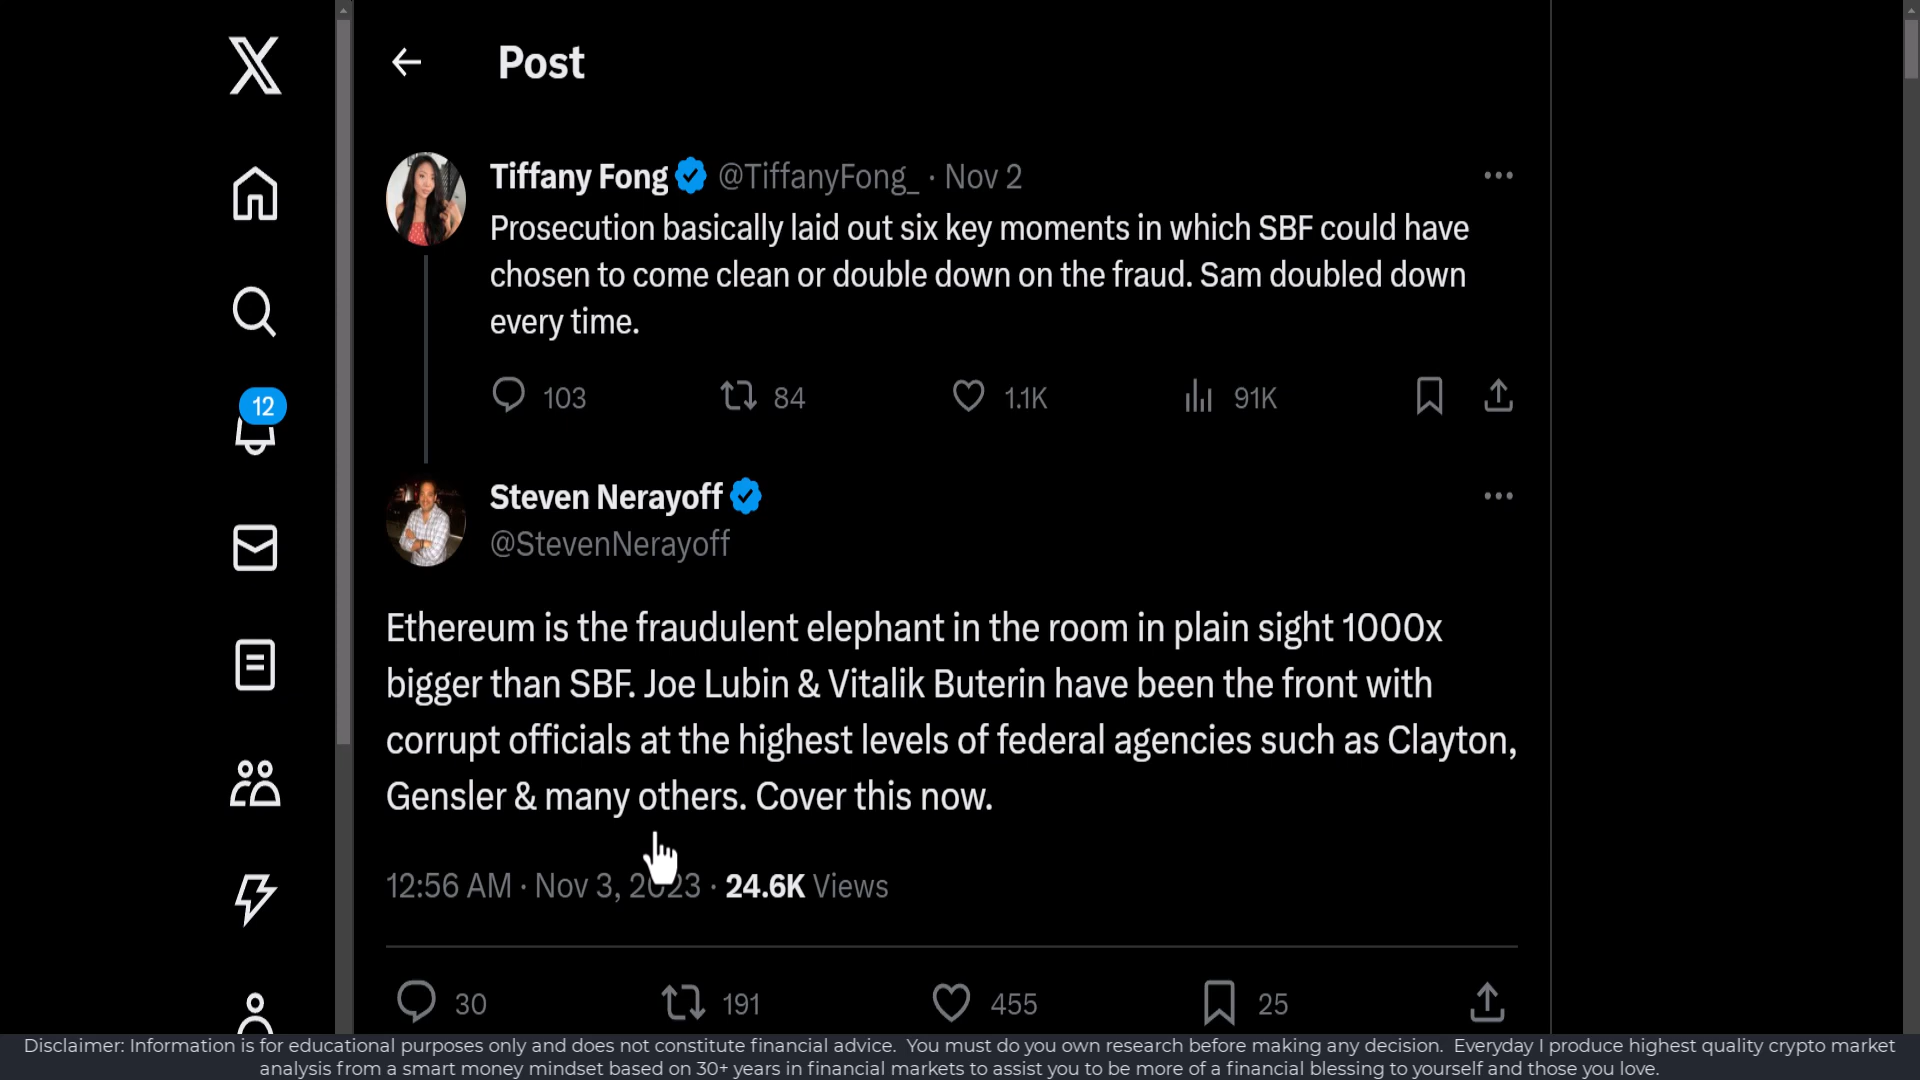 Post
Tiffany Fong @TiffanyFong_ · Nov 2
Prosecution basically laid out six key moments in which SBF could have
chosen to come clean or double down on the fraud. Sam doubled down
every time.
103 84 1.1K 91K
12
Steven Nerayoff
@StevenNerayoff
Ethereum is the fraudulent elephant in the room in plain sight 1000x
bigger than SBF. Joe Lubin & Vitalik Buterin have been the front with
corrupt officials at the highest levels of federal agencies such as Clayton,
Gensler & many others. Cover this now.
12:56 AM · Nov 3, 2023 · 24.6K Views
30 191 455 25
Disclaimer: Information is for educational purposes only and does not constitute financial advice. You must do you own research before making any decision. Everyday I produce highest quality crypto market
analysis from a smart money mindset based on 30+ years in financial markets to assist you to be more of a financial blessing to yourself and those you love.